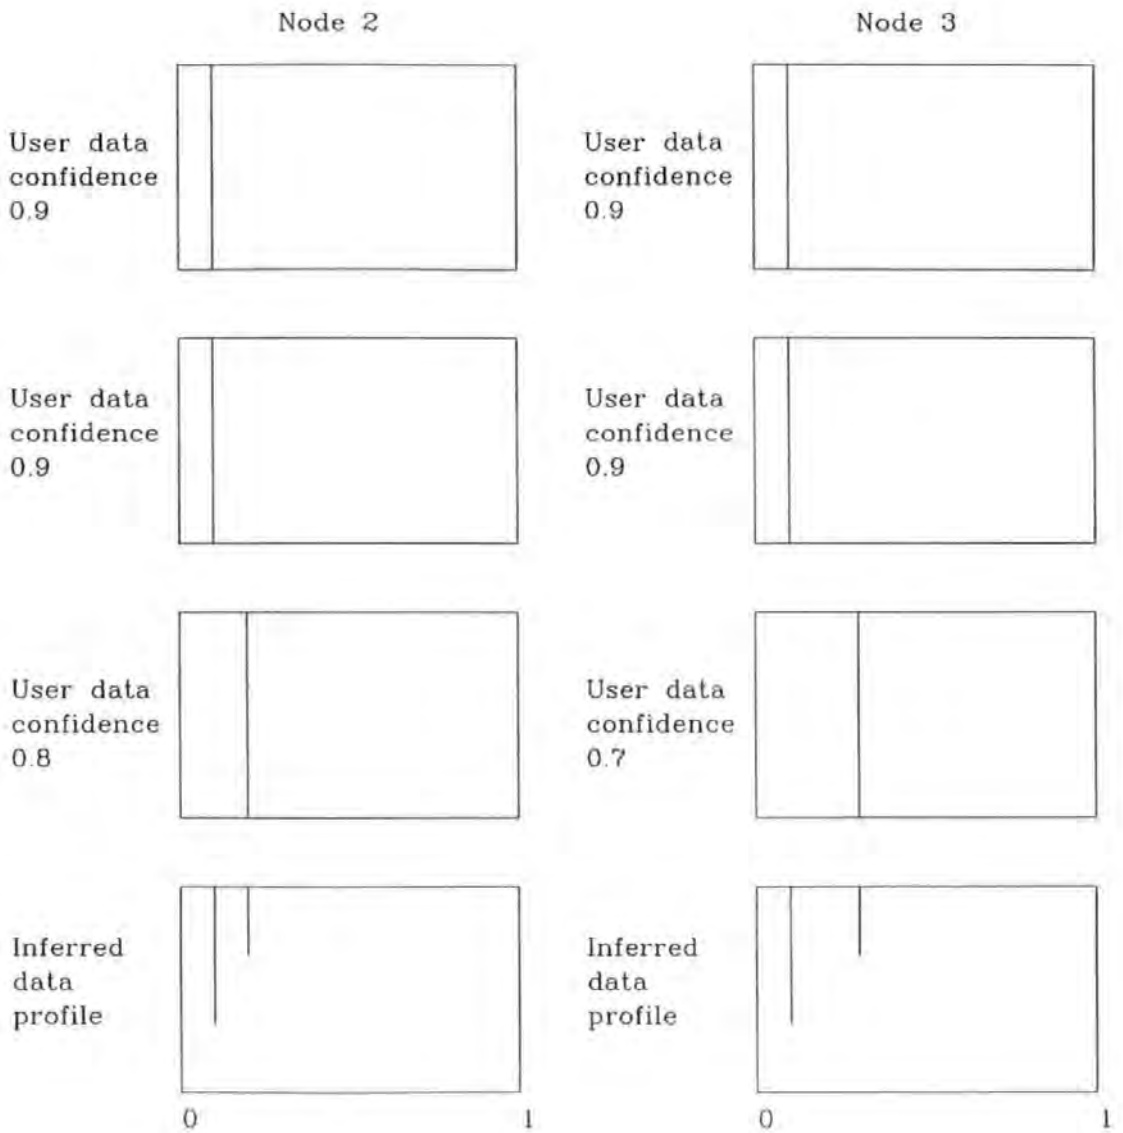 Node 2
Node 3
User data
confidence
0.9
User data
confidence
0.9
User data
confidence
0.9
User data
confidence
0.9
User data
confidence
0.8
User data
confidence
0.7
Inferred
data
profile
Inferred
data
profile
0
1
0
1